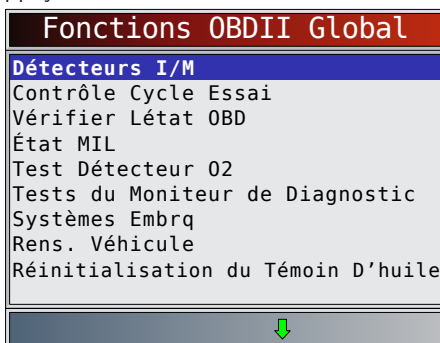 Fonctions OBDII Global
Détecteurs I/M
Contrôle Cycle Essai
Vérifier Létat OBD
État MIL
Test Détecteur O2
Tests du Moniteur de Diagnostic
Systèmes Embrq
Rens. Véhicule
Réinitialisation du Témoin D’huile